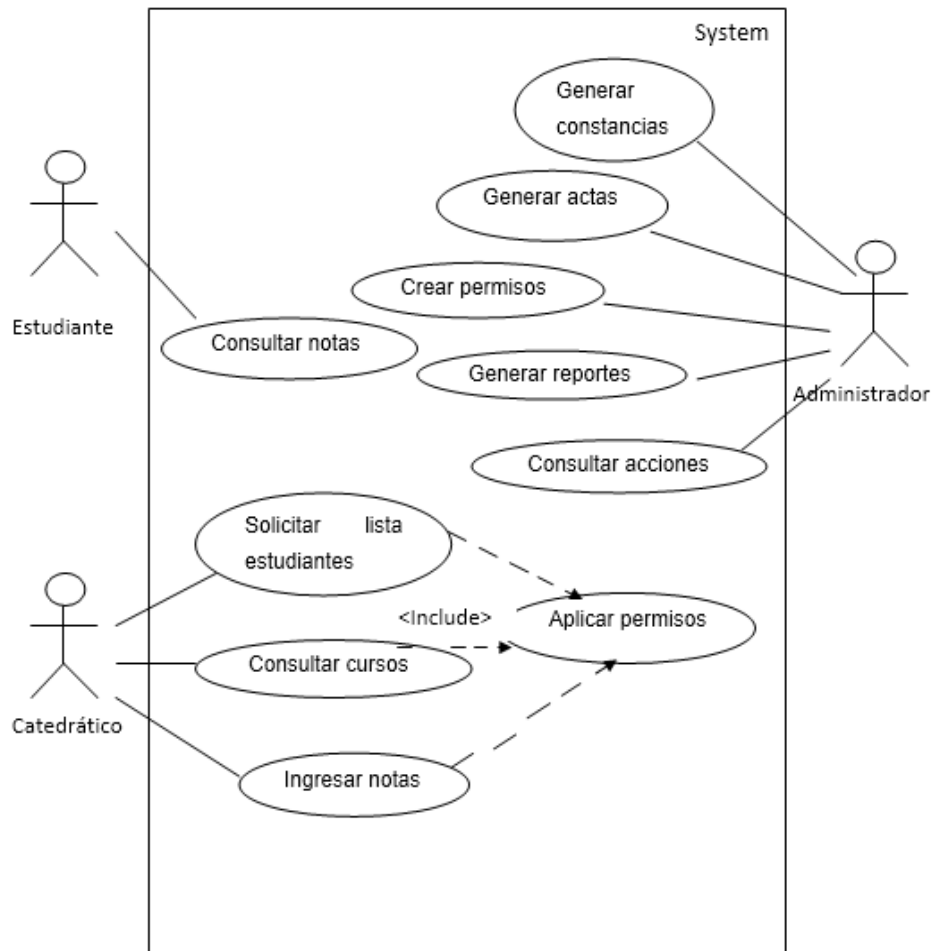 System
Generar
constancias
Generar actas
Crear permisos
Estudiante
Consultar notas
Generar reportes
Administrador
Consultar acciones
Solicitar lista
estudiantes
<Include>
Aplicar permisos
Consultar cursos
Catedrático
Ingresar notas